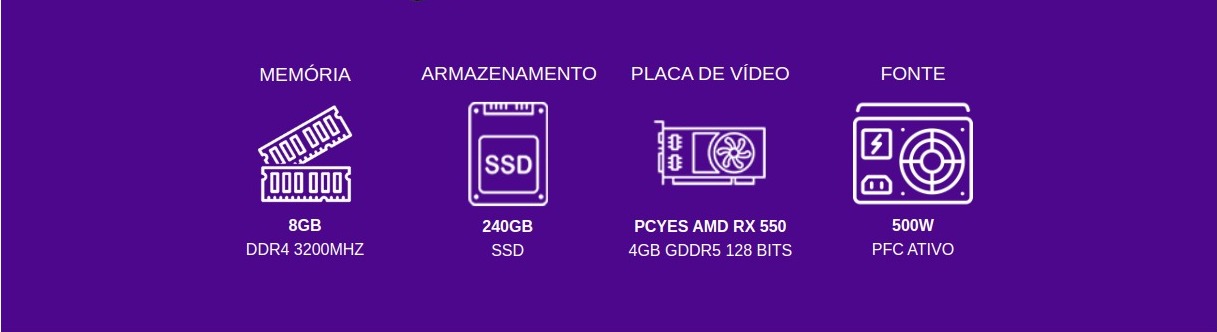 MEMÓRIA
ARMAZENAMENTO
PLACA DE VÍDEO
FONTE
SSD
8GB
DDR4 3200MHZ
240GB
SSD
PCYES AMD RX 550
4GB GDDR5 128 BITS
500W
PFC ATIVO